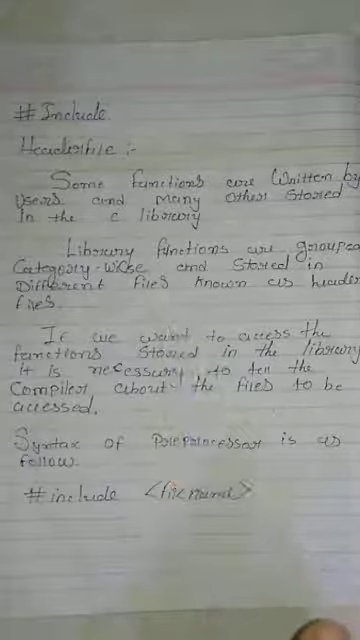 # Include.
Headerfile :-
Some functions are Written by
Users and many other Stored
In the c library
Library functions are grouped
Category-wise and Stored in
Different files known as header
files.
If we want to access the
functions Stored in the library
it is necessary to tell the
Compiler about the files to be
accessed.
Syntax of Preprincessor is as
follow.
#include <file name>